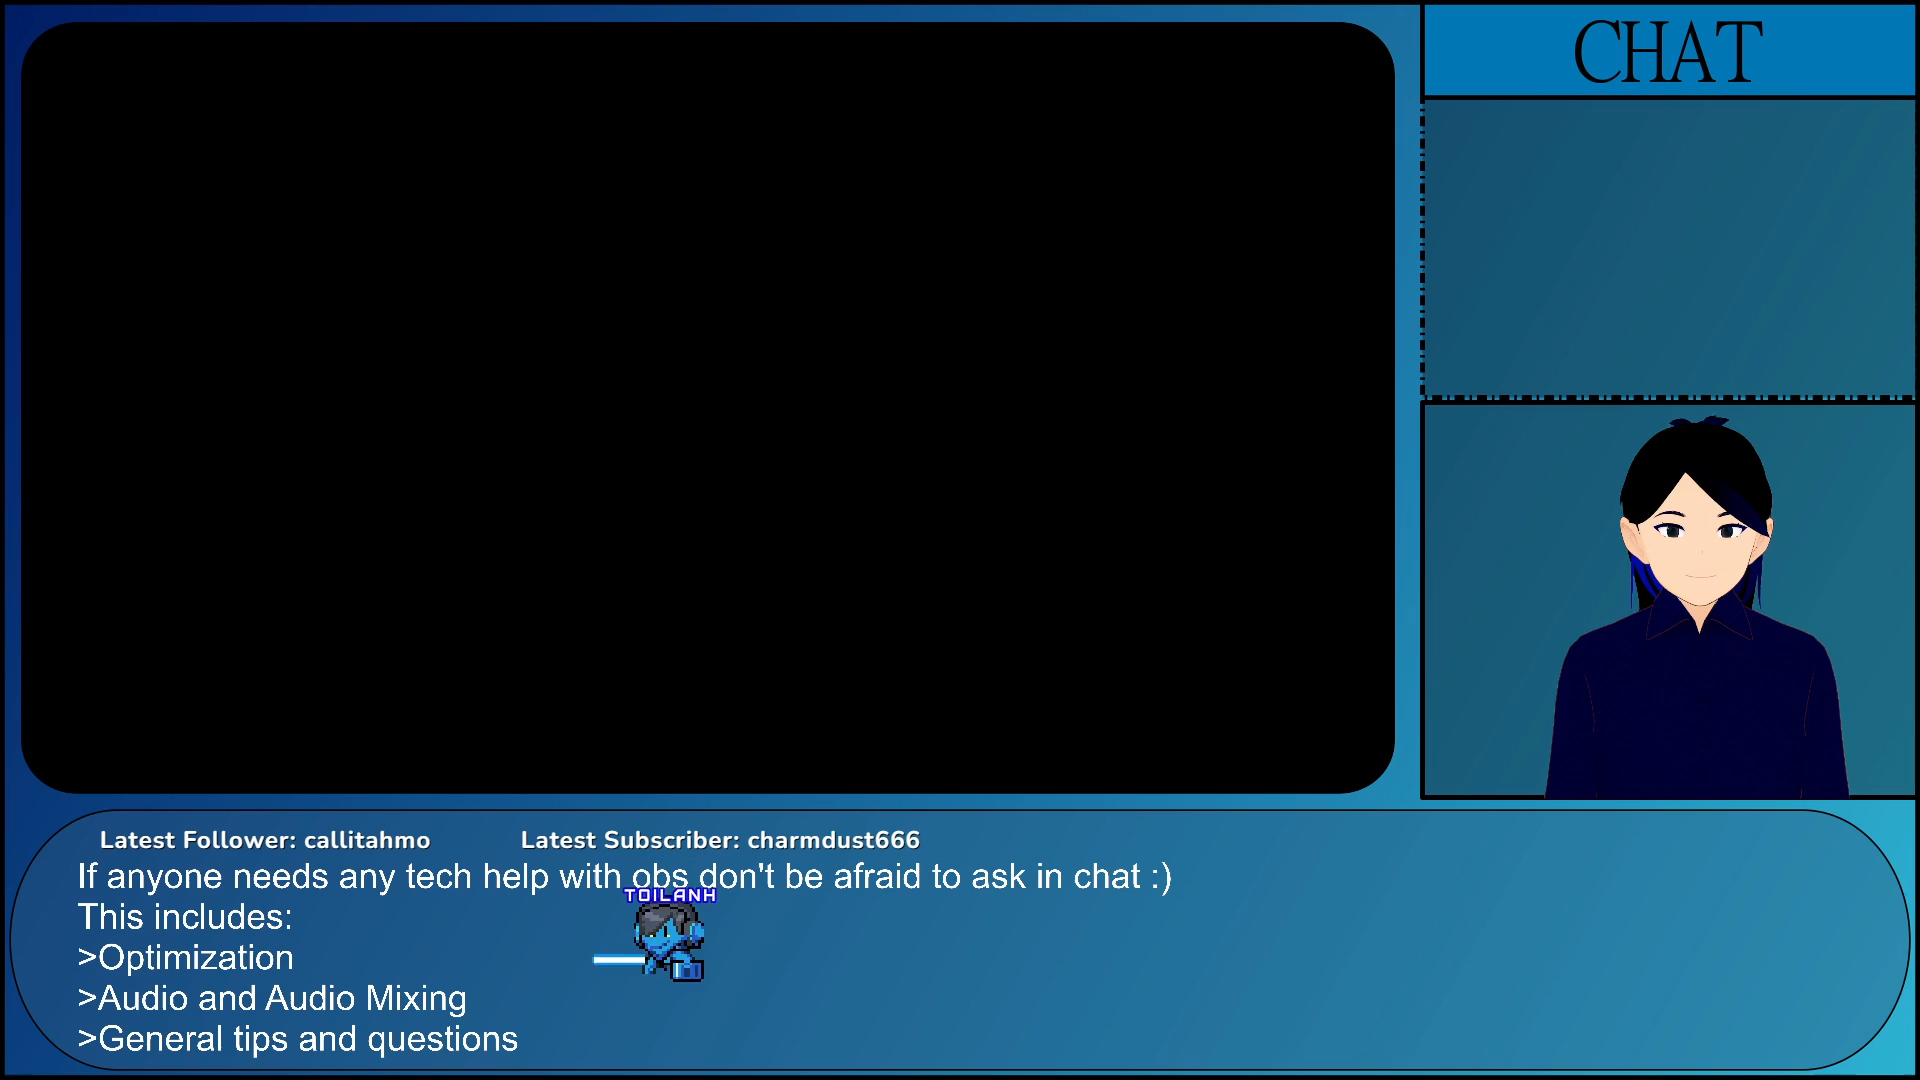 CHAT
Latest Follower: callitahmo
Latest Subscriber: charmdust666
If anyone needs any tech help with obs don't be afraid to ask in chat :)
TOILANH
This includes:
>Optimization
>Audio and Audio Mixing
>General tips and questions